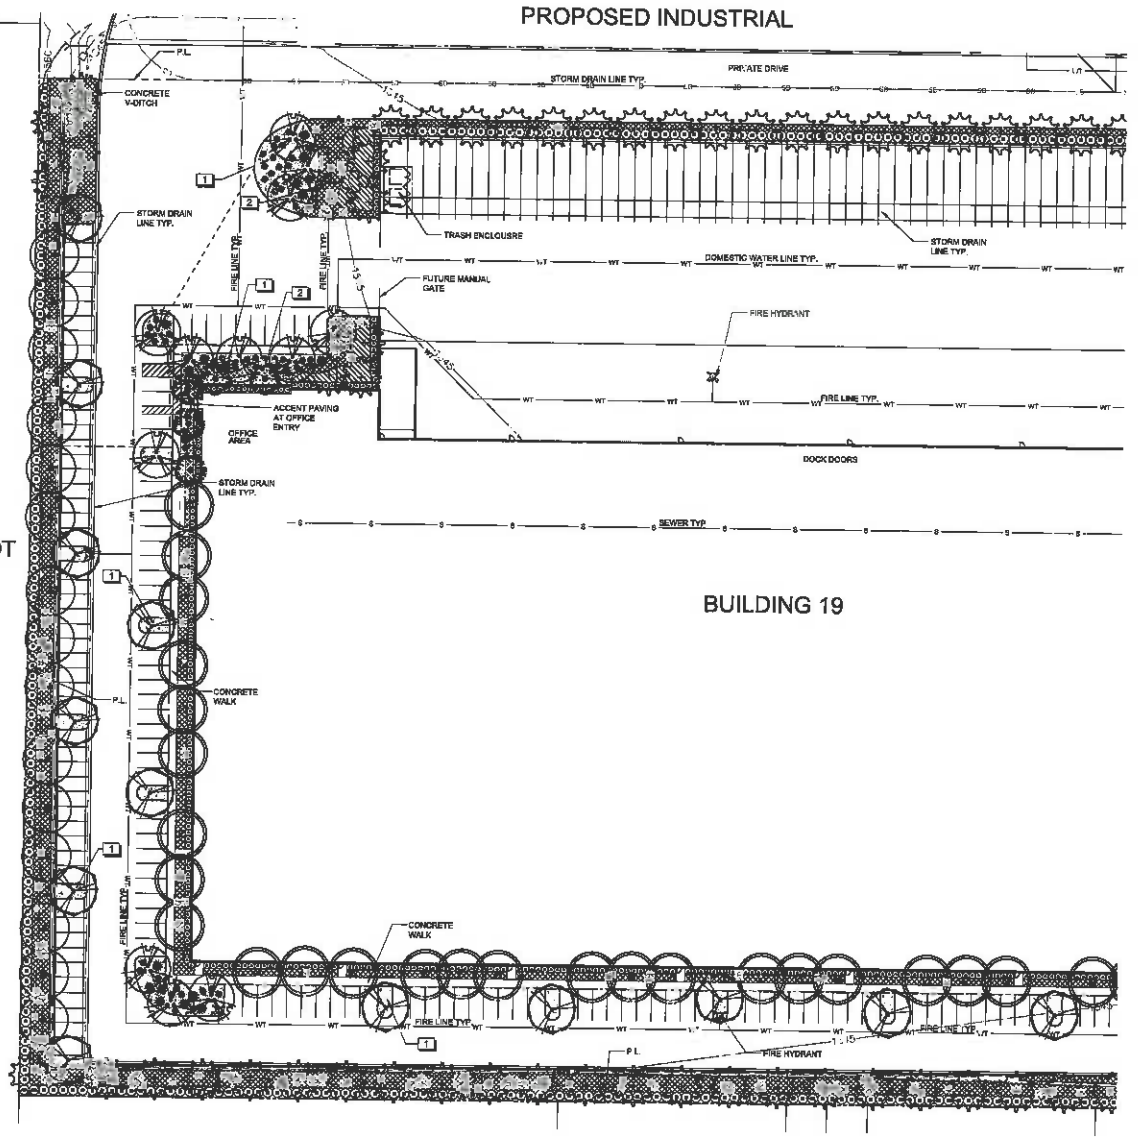 PROPOSED INDUSTRIAL
P.L.
PRIVATE DRIVE
STORM DRAIN LINE TYP.
CONCRETE
V-DITCH
1
2
STORM DRAIN
LINE TYP.
TRASH ENCLOUSRE
STORM DRAIN
LINE TYP.
FIRE LINE TYP.
FIRE LINE TYP.
DOMESTIC WATER LINE TYP.
FUTURE MANUAL
GATE
1
2
FIRE HYDRANT
FIRE LINE TYP.
ACCENT PAVING
AT OFFICE
ENTRY
OFFICE
AREA
DOCK DOORS
STORM DRAIN
LINE TYP.
SEWER TYP
OT
1
BUILDING 19
CONCRETE
WALK
P.L.
1
FIRE LINE TYP.
CONCRETE
WALK
FIRE LINE TYP.
FIRE LINE TYP.
1
P.L.
FIRE HYDRANT